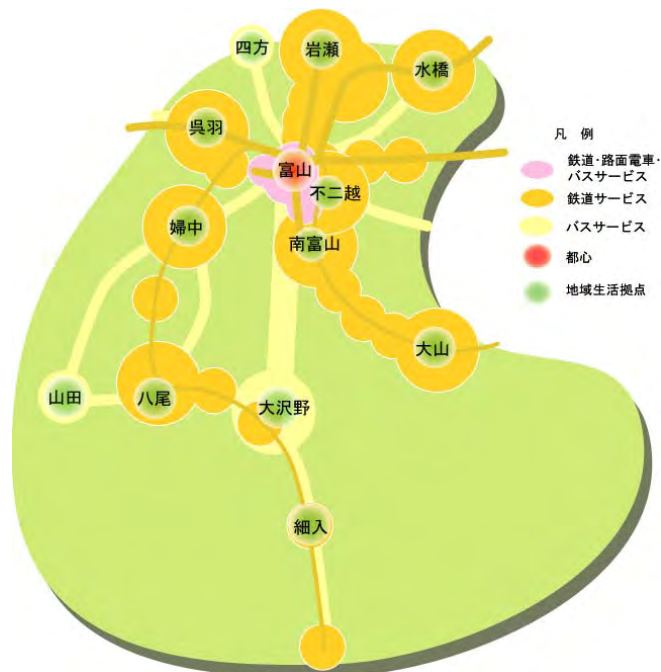 四方
岩瀬
水橋
呉羽
富山
不二越
婦中
南富山
大山
山田
八尾
大沢野
細入
凡 例
鉄道・路面電車・
バスサービス
鉄道サービス
バスサービス
都心
地域生活拠点